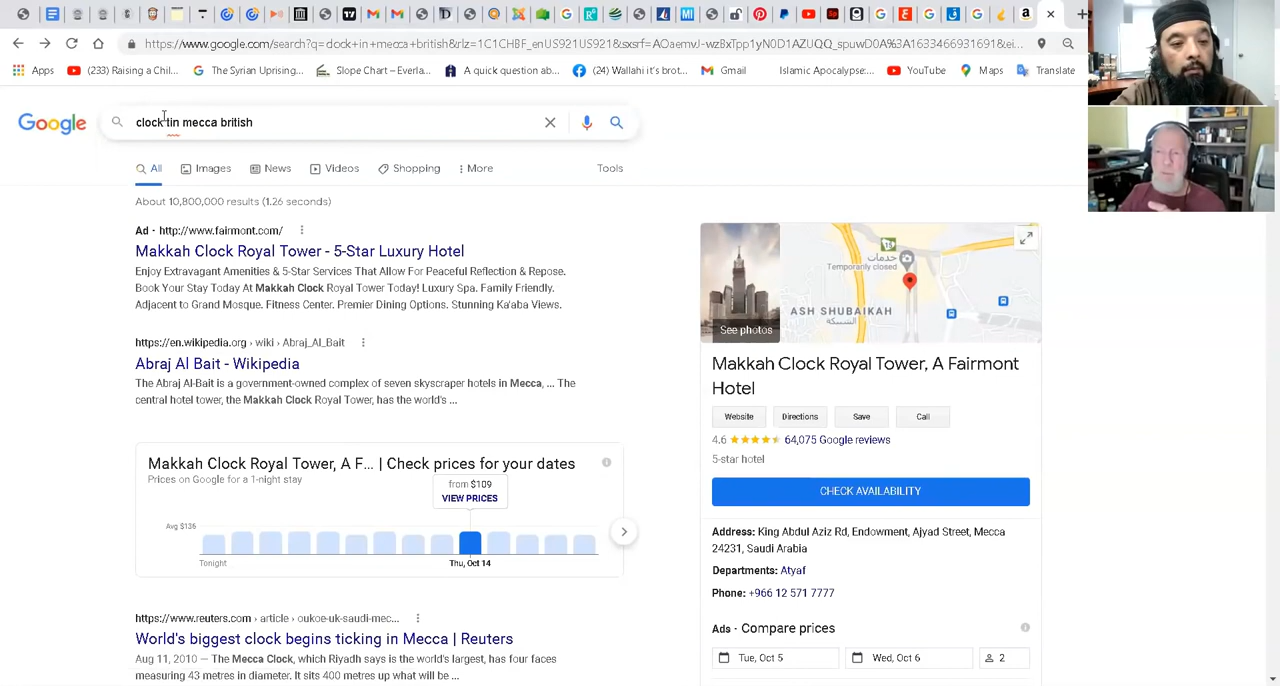 https://www.google.com/search?q=clock+in+mecca+british&rlz=1C1CHBF_enUS921US921&sxsrf=AOaemvJ-wzBxTpp1yN0D1AZUQQ_spuwD0A%3A1633466931691&ei...
Apps
(233) Raising a Chil...
The Syrian Uprising...
Slope Chart – Everla...
A quick question ab...
(24) Wallahi it's brot...
Gmail
Islamic Apocalypse:...
YouTube
Maps
Translate
Google
clock tin mecca british
All
Images
News
Videos
Shopping
More
Tools
About 10,800,000 results (1.26 seconds)
Ad · http://www.fairmont.com/
Makkah Clock Royal Tower - 5-Star Luxury Hotel
Enjoy Extravagant Amenities & 5-Star Services That Allow For Peaceful Reflection & Repose.
Book Your Stay Today At Makkah Clock Royal Tower Today! Luxury Spa. Family Friendly.
Adjacent to Grand Mosque. Fitness Center. Premier Dining Options. Stunning Ka'aba Views.
https://en.wikipedia.org › wiki › Abraj_Al_Bait
Abraj Al Bait - Wikipedia
The Abraj Al-Bait is a government-owned complex of seven skyscraper hotels in Mecca, ... The
central hotel tower, the Makkah Clock Royal Tower, has the world's ...
Makkah Clock Royal Tower, A F... | Check prices for your dates
Prices on Google for a 1-night stay
from $109
VIEW PRICES
Avg $136
Tonight
Thu, Oct 14
https://www.reuters.com › article › oukoe-uk-saudi-mec...
World's biggest clock begins ticking in Mecca | Reuters
Aug 11, 2010 — The Mecca Clock, which Riyadh says is the world's largest, has four faces
measuring 43 metres in diameter. It sits 400 metres up what will be ...
خدمات
Temporarily closed
ASH SHUBAIKAH
الشبيكة
See photos
Makkah Clock Royal Tower, A Fairmont
Hotel
Website
Directions
Save
Call
4.6
64,075 Google reviews
5-star hotel
CHECK AVAILABILITY
Address: King Abdul Aziz Rd, Endowment, Ajyad Street, Mecca
24231, Saudi Arabia
Departments: Atyaf
Phone: +966 12 571 7777
Ads · Compare prices
Tue, Oct 5
Wed, Oct 6
2